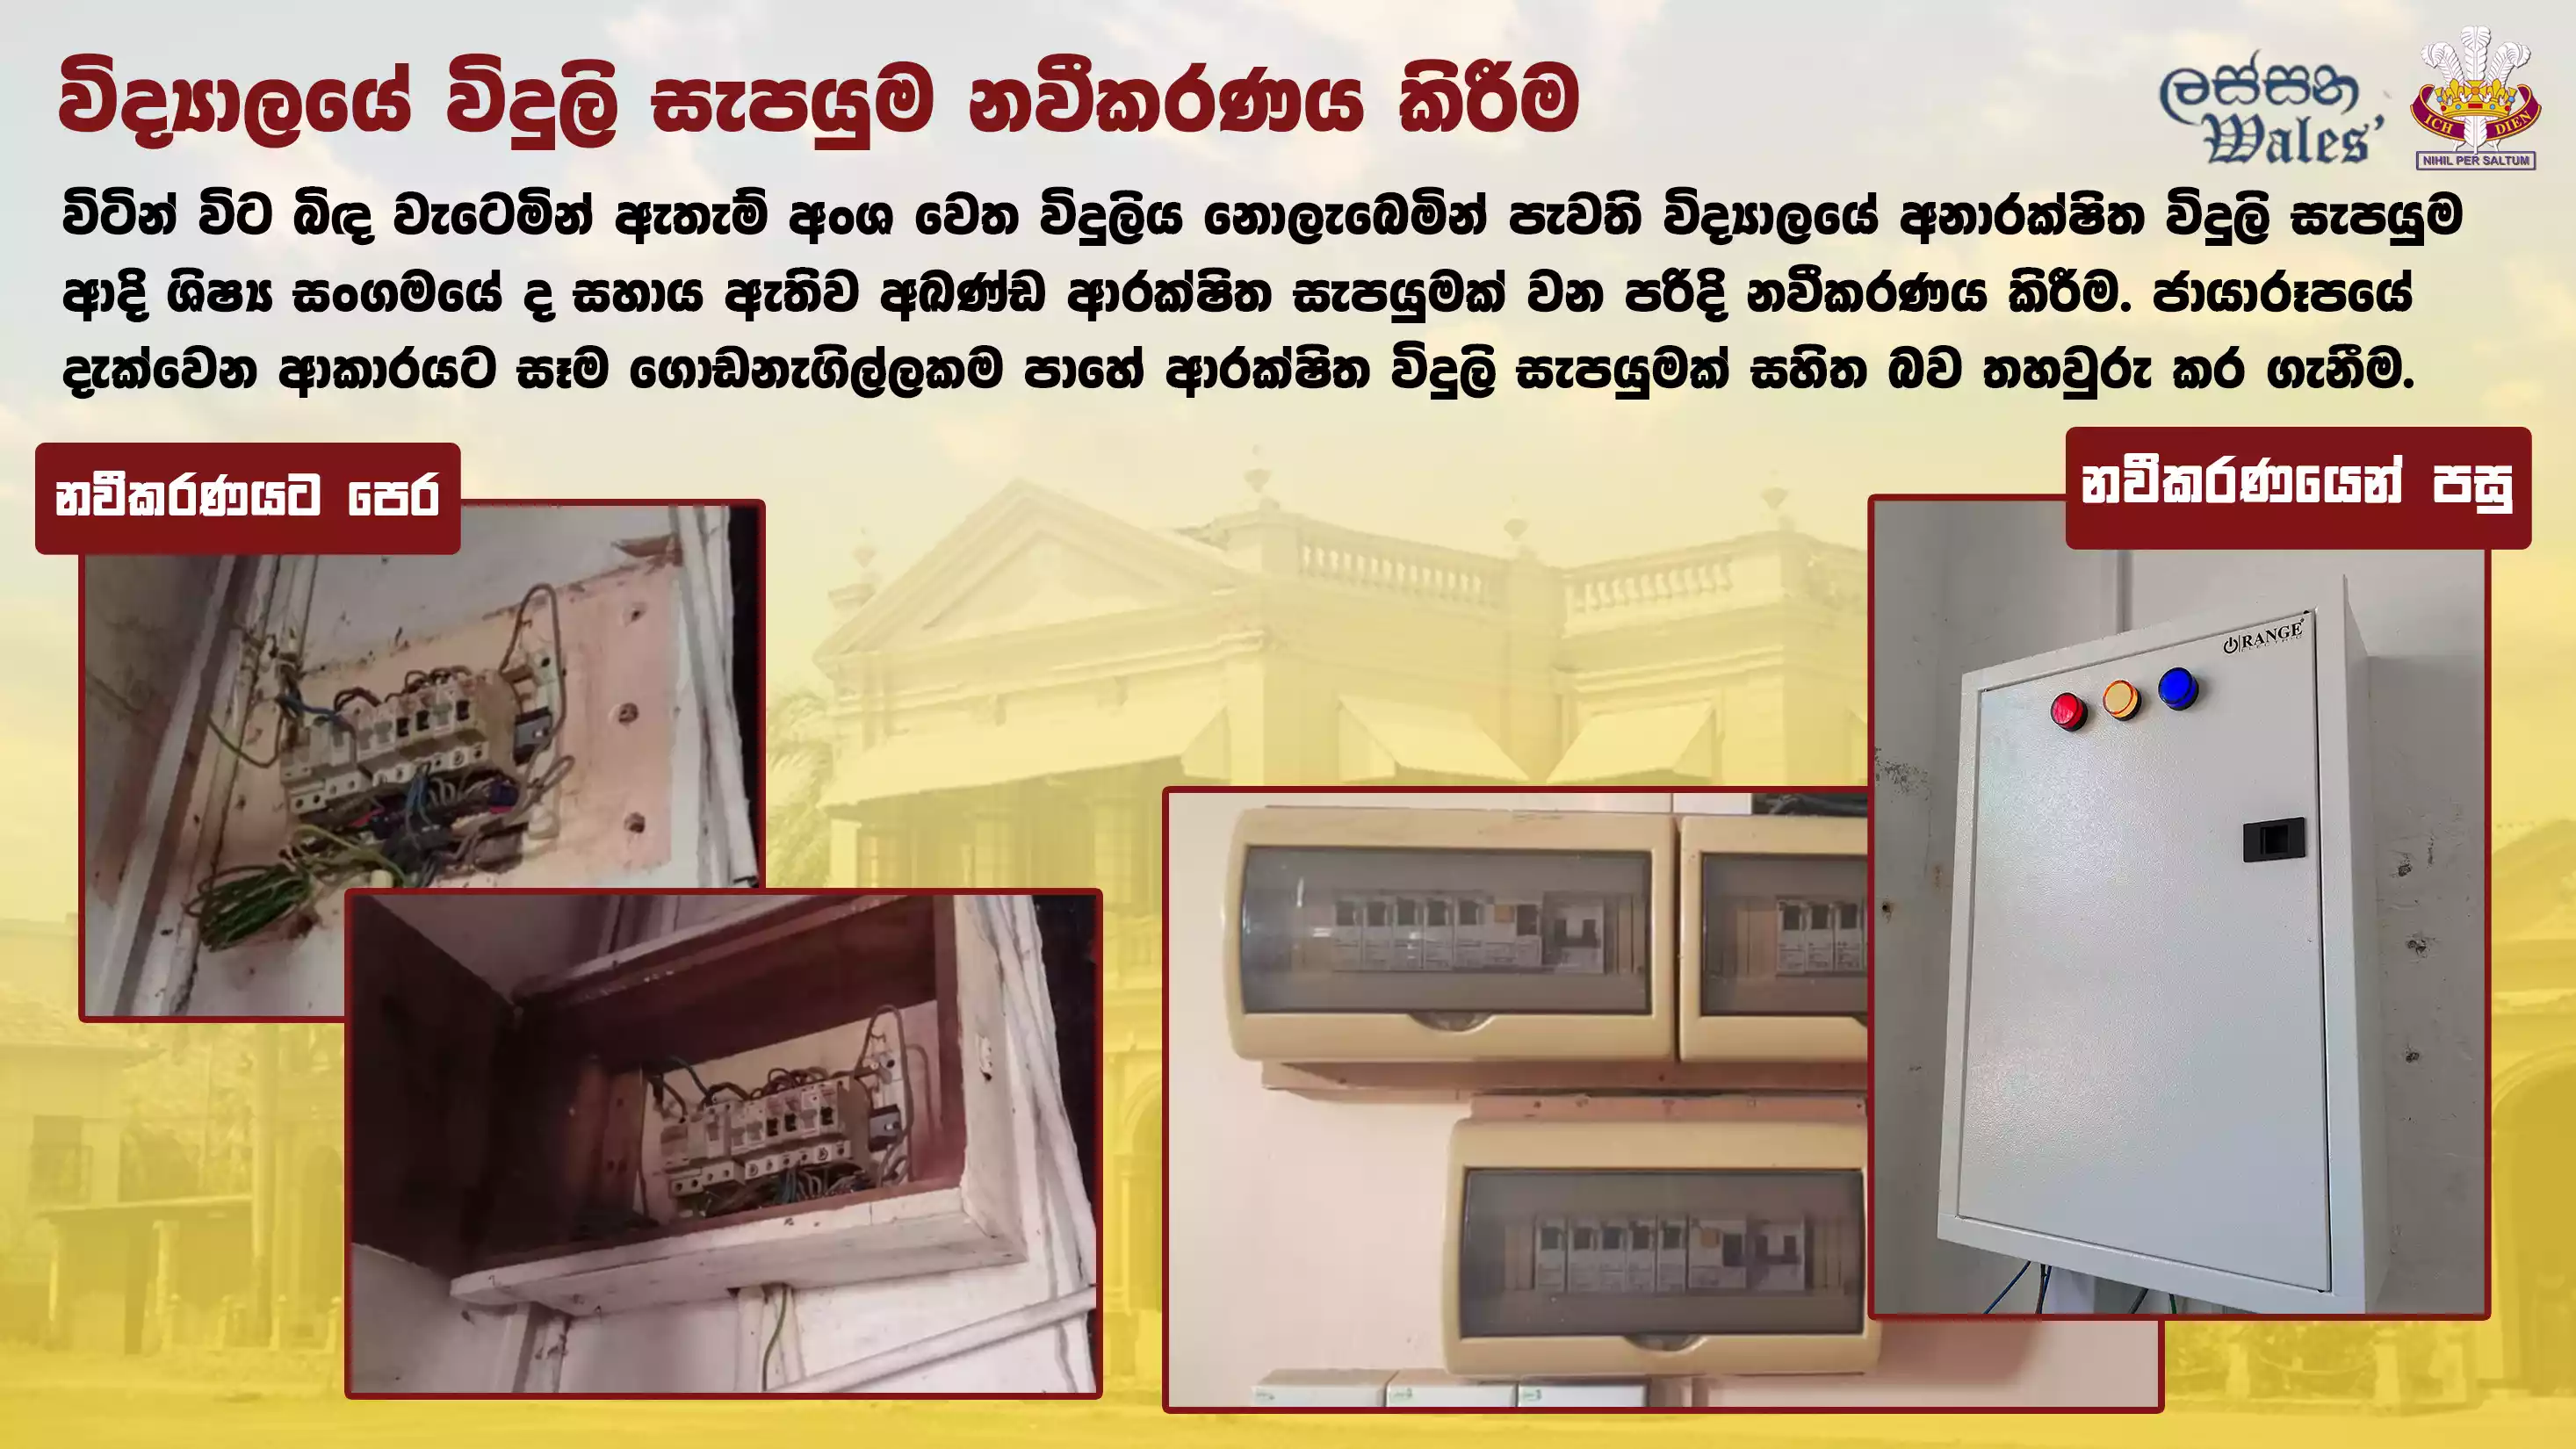 විද්‍යාලයේ විදුලි සැපයුම නවීකරණය කිරීම
ලස්සන
Wales'
ICH DIEN
NIHIL PER SALTUM
විටින් විට බිඳ වැටෙමින් ඇතැම් අංශ වෙත විදුලිය නොලැබෙමින් පැවති විද්‍යාලයේ අනාරක්ෂිත විදුලි සැපයුම
ආදි ශිෂ්‍ය සංගමයේ ද සහාය ඇතිව අඛණ්ඩ ආරක්ෂිත සැපයුමක් වන පරිදි නවීකරණය කිරීම. ජායාරූපයේ
දැක්වෙන ආකාරයට සෑම ගොඩනැගිල්ලකම පාහේ ආරක්ෂිත විදුලි සැපයුමක් සහිත බව තහවුරු කර ගැනීම.
නවීකරණයට පෙර
නවීකරණයෙන් පසු
ORANGE